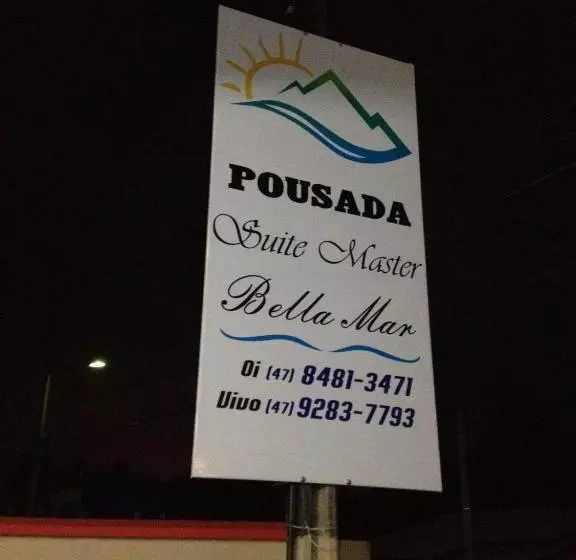 POUSADA
Suite Master
Bella Mar
Oi (47) 8481-3471
Vivo (47) 9283-7793